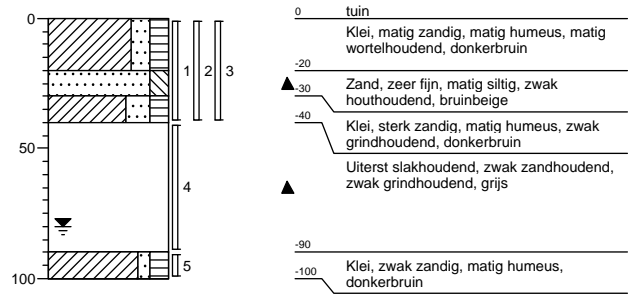 0
50
100
1
2
3
4
5
0 tuin
Klei, matig zandig, matig humeus, matig
wortelhoudend, donkerbruin
-20
Zand, zeer fijn, matig siltig, zwak
-30
houthoudend, bruinbeige
-40
Klei, sterk zandig, matig humeus, zwak
grindhoudend, donkerbruin
Uiterst slakhoudend, zwak zandhoudend,
zwak grindhoudend, grijs
-90
Klei, zwak zandig, matig humeus,
-100
donkerbruin